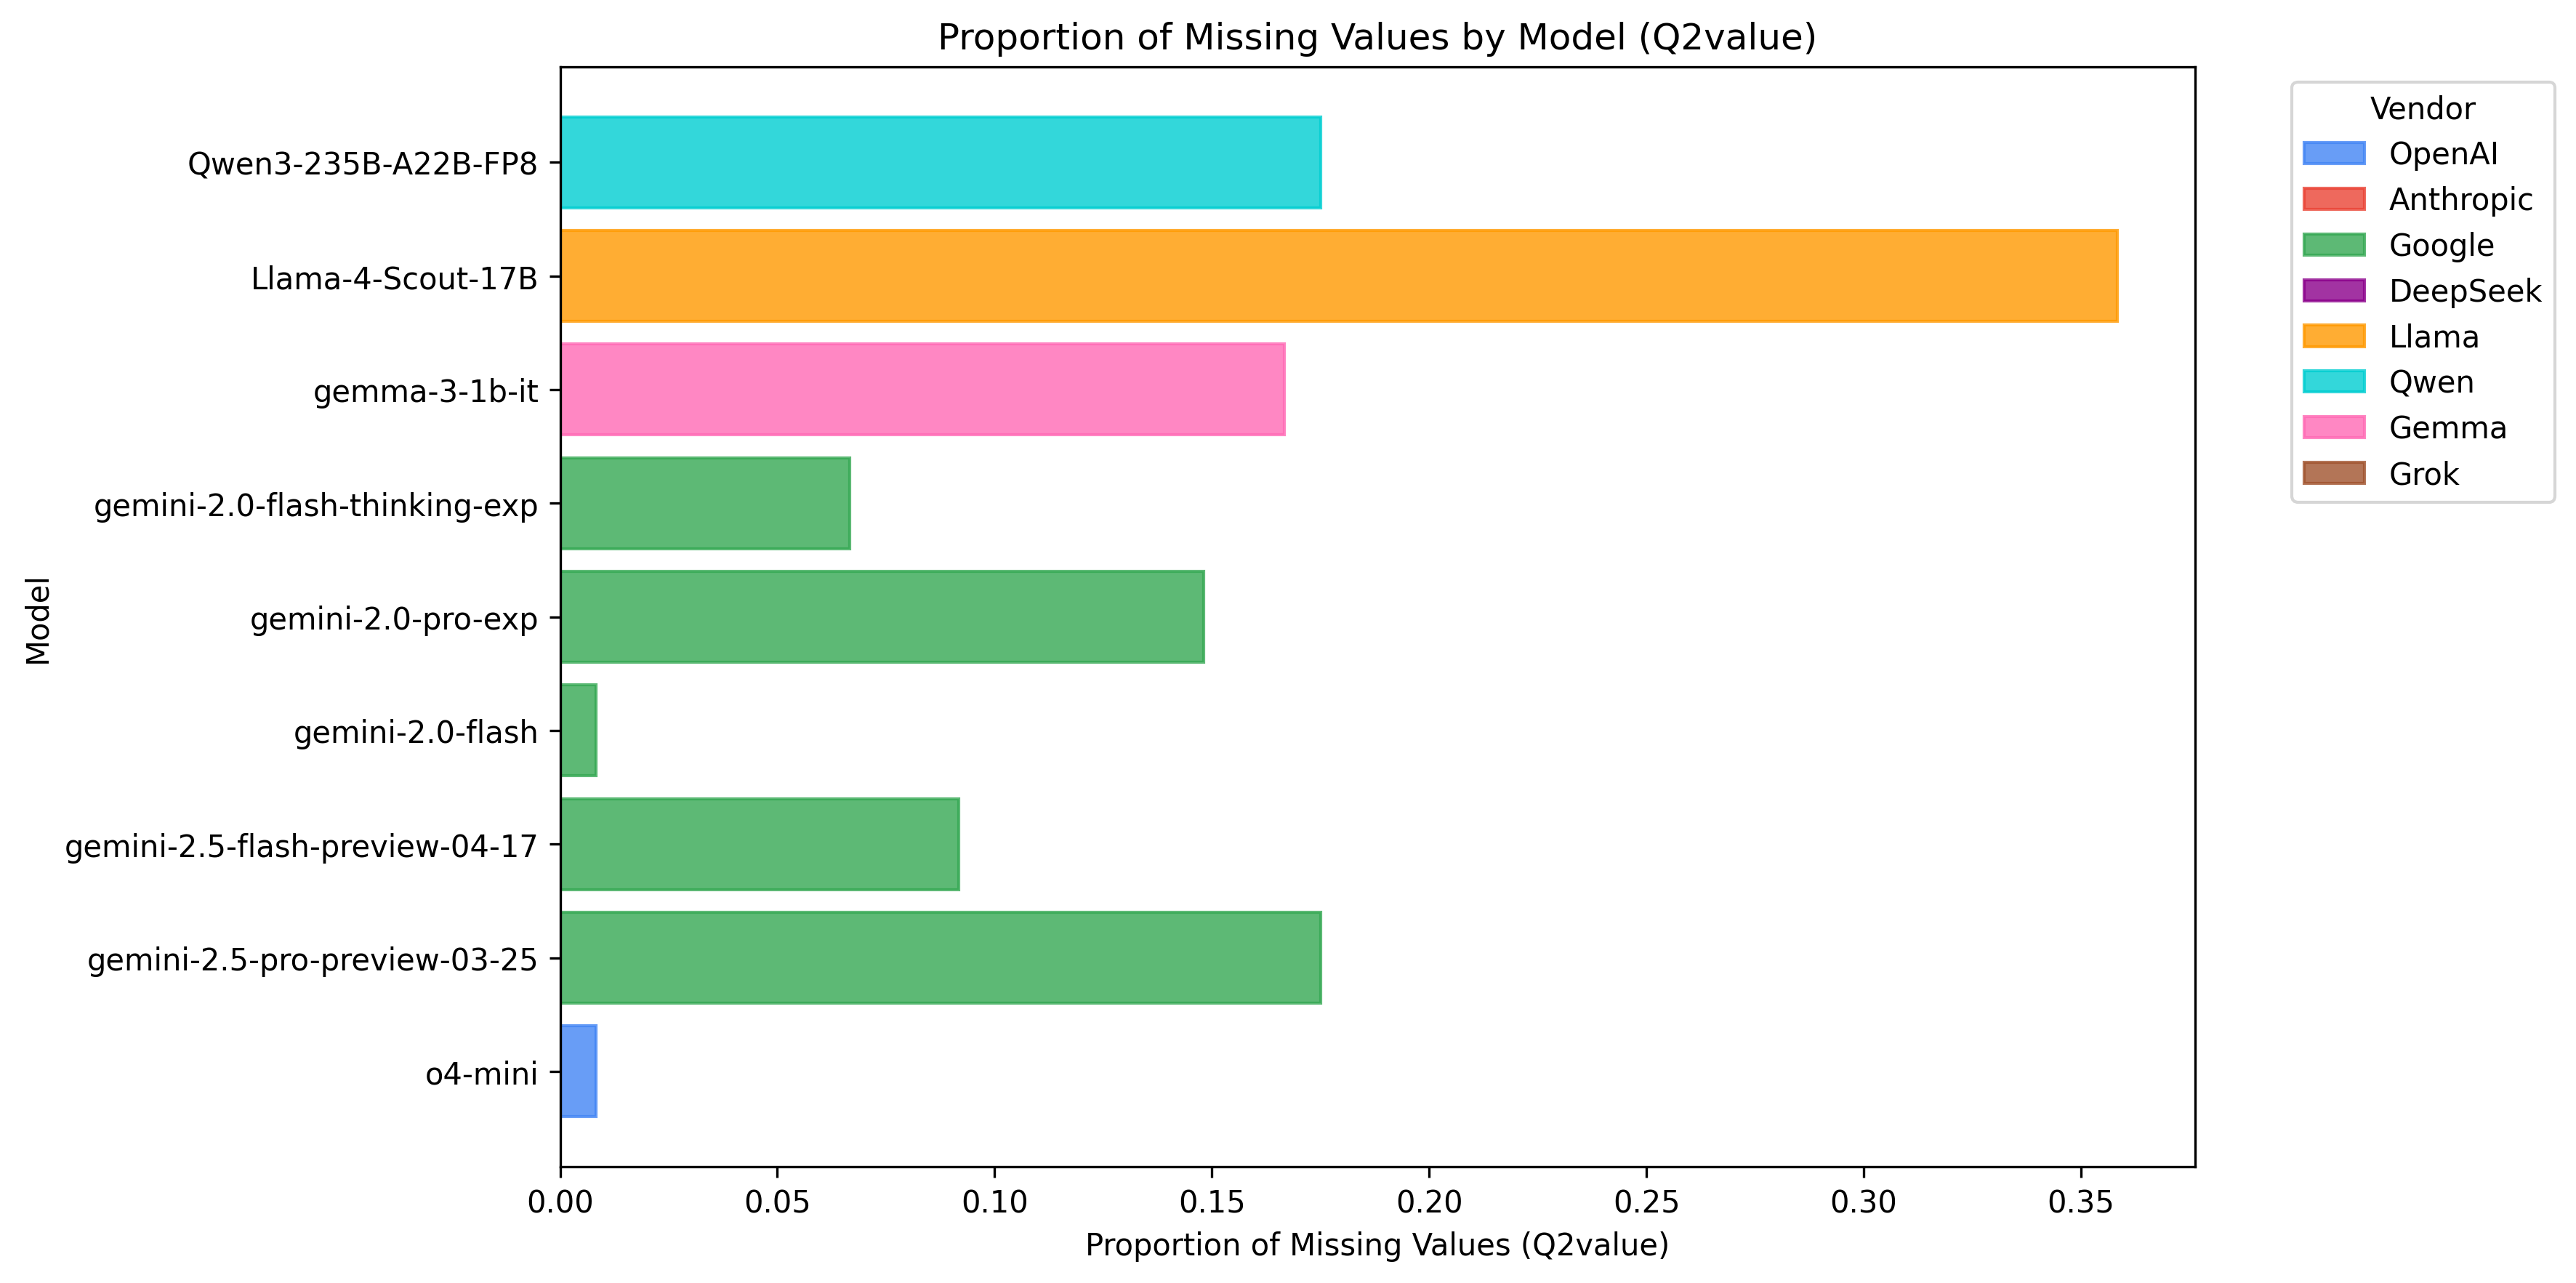 Proportion of Missing Values by Model (Q2value)
Model
Qwen3-235B-A22B-FP8
Llama-4-Scout-17B
gemma-3-1b-it
gemini-2.0-flash-thinking-exp
gemini-2.0-pro-exp
gemini-2.0-flash
gemini-2.5-flash-preview-04-17
gemini-2.5-pro-preview-03-25
o4-mini
0.00 0.05 0.10 0.15 0.20 0.25 0.30 0.35
Proportion of Missing Values (Q2value)
Vendor
OpenAI
Anthropic
Google
DeepSeek
Llama
Qwen
Gemma
Grok